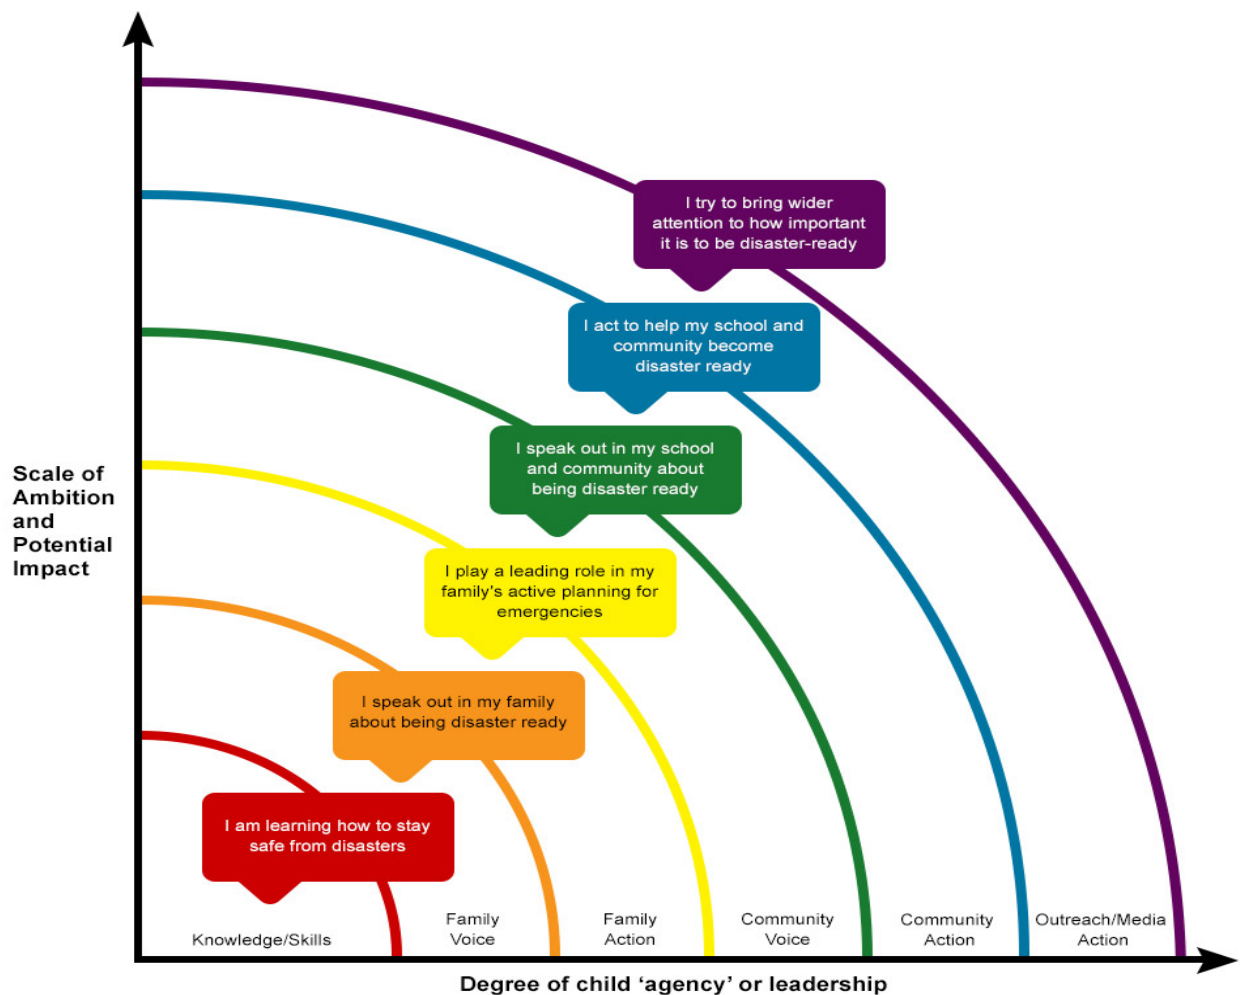 I try to bring wider
attention to how important
it is to be disaster-ready
I act to help my school and
community become
disaster ready
I speak out in my school
and community about
being disaster ready
Scale of
Ambition
and
Potential
Impact
I play a leading role in my
family's active planning for
emergencies
I speak out in my family
about being disaster ready
I am learning how to stay
safe from disasters
Knowledge/Skills
Family
Voice
Family
Action
Community
Voice
Community
Action
Outreach/Media
Action
Degree of child ‘agency’ or leadership